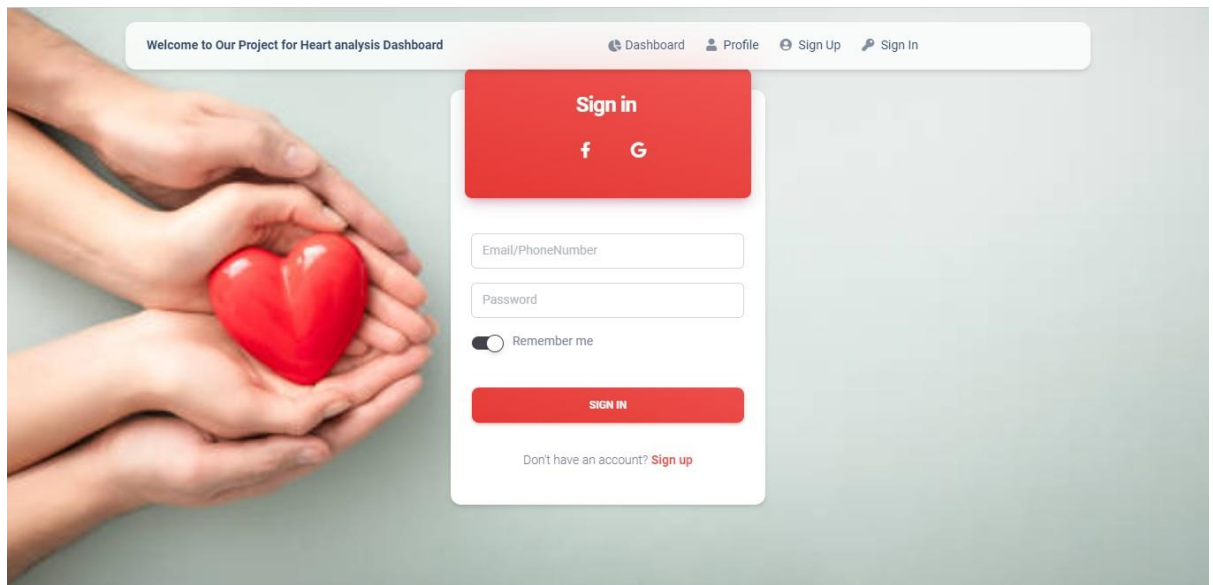 Welcome to Our Project for Heart analysis Dashboard
Dashboard
Profile
Sign Up
Sign In
Sign in
f G
Email/PhoneNumber
Password
Remember me
SIGN IN
Don't have an account? Sign up